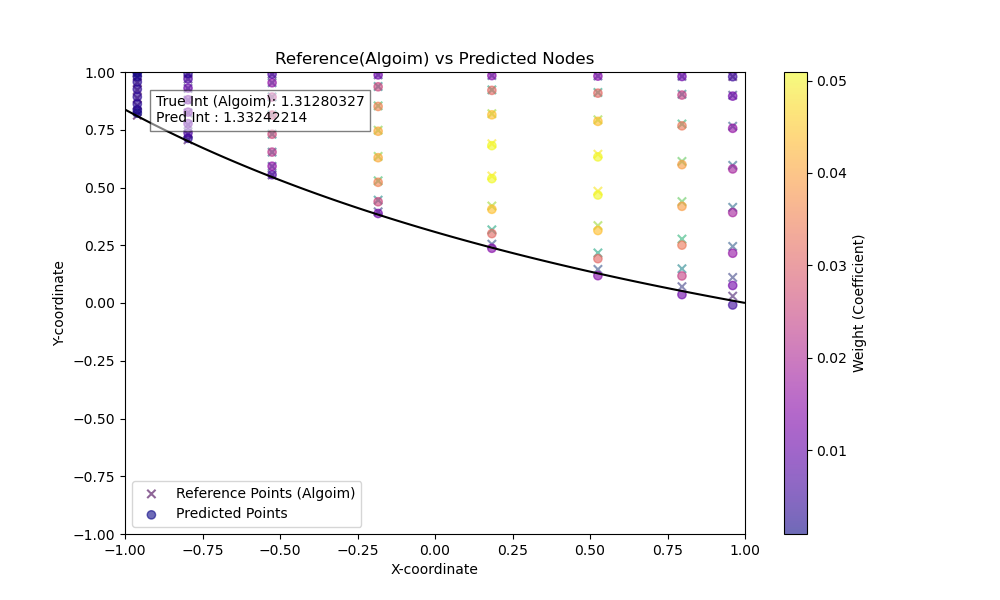 Reference(Algoim) vs Predicted Nodes
True Int (Algoim): 1.31280327
Pred Int : 1.33242214
1.00
0.75
0.50
0.25
0.00
−0.25
−0.50
−0.75
−1.00
Y-coordinate
Reference Points (Algoim)
Predicted Points
−1.00 −0.75 −0.50 −0.25 0.00 0.25 0.50 0.75 1.00
X-coordinate
0.05
0.04
0.03
0.02
0.01
Weight (Coefficient)